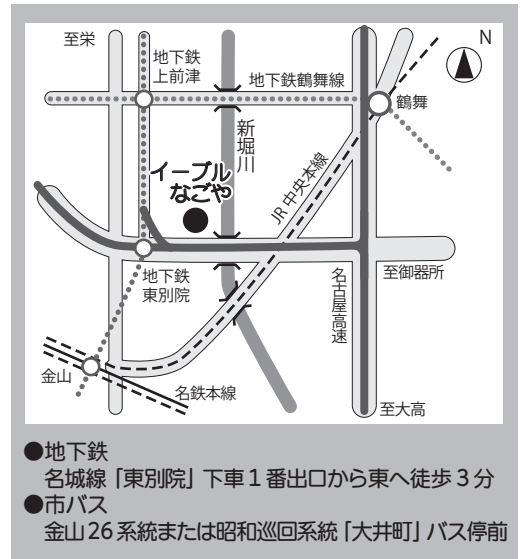 至栄
N
地下鉄
上前津
地下鉄鶴舞線
鶴舞
新堀川
イーブル
なごや
JR中央本線
地下鉄
東別院
名古屋高速
至御器所
金山
名鉄本線
至大高
●地下鉄
名城線「東別院」下車1番出口から東へ徒歩3分
●市バス
金山26系統または昭和巡回系統「大井町」バス停前